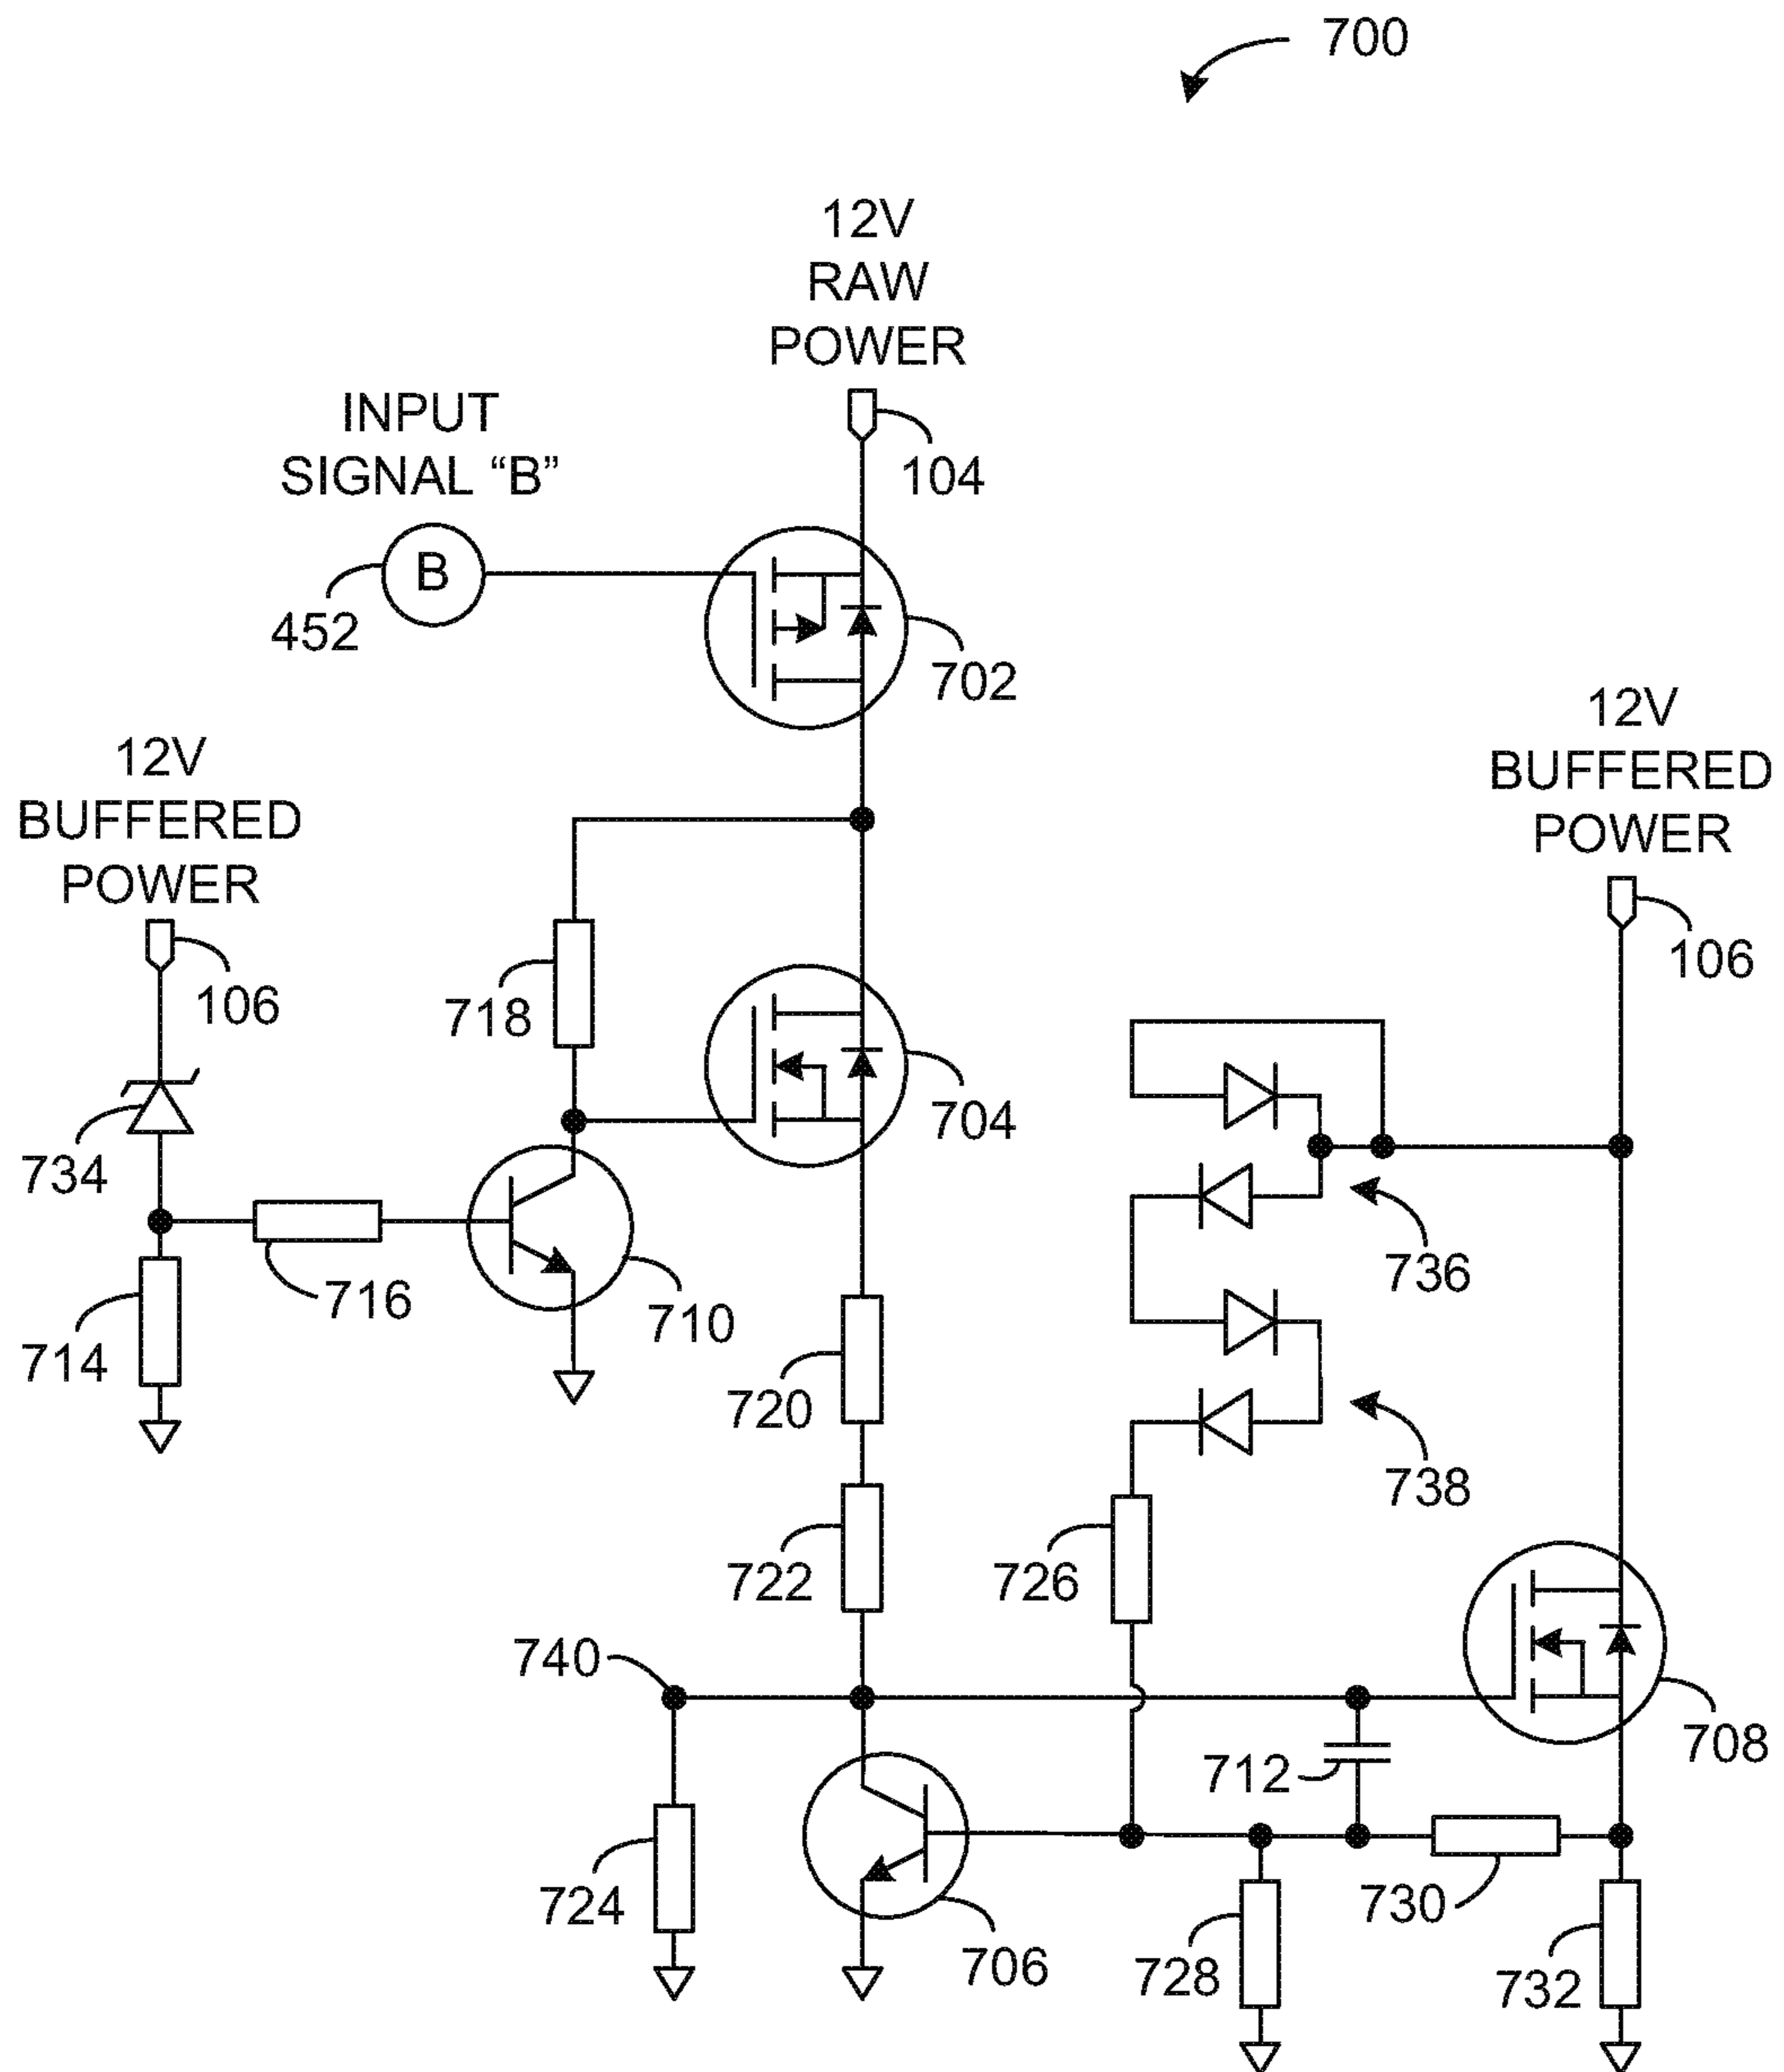 700
12V
RAW
POWER
INPUT
SIGNAL “B”
104
B
452
702
12V
BUFFERED
POWER
12V
BUFFERED
POWER
106
106
718
704
734
736
716
710
714
720
738
722
726
740
708
712
724
706
728
730
732